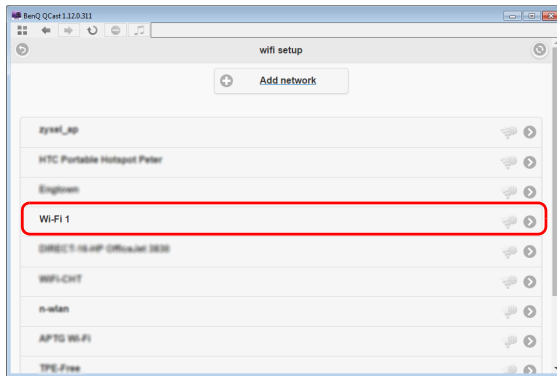 BenQ QCast 1.12.0.311
wifi setup
Add network
zyxel_ap
HTC Portable Hotspot Peter
Wi-Fi 1
DIRECT-16-HP OfficeJet 3830
WiFi-CHT
n-wlan
APTG Wi-Fi
TPE-Free